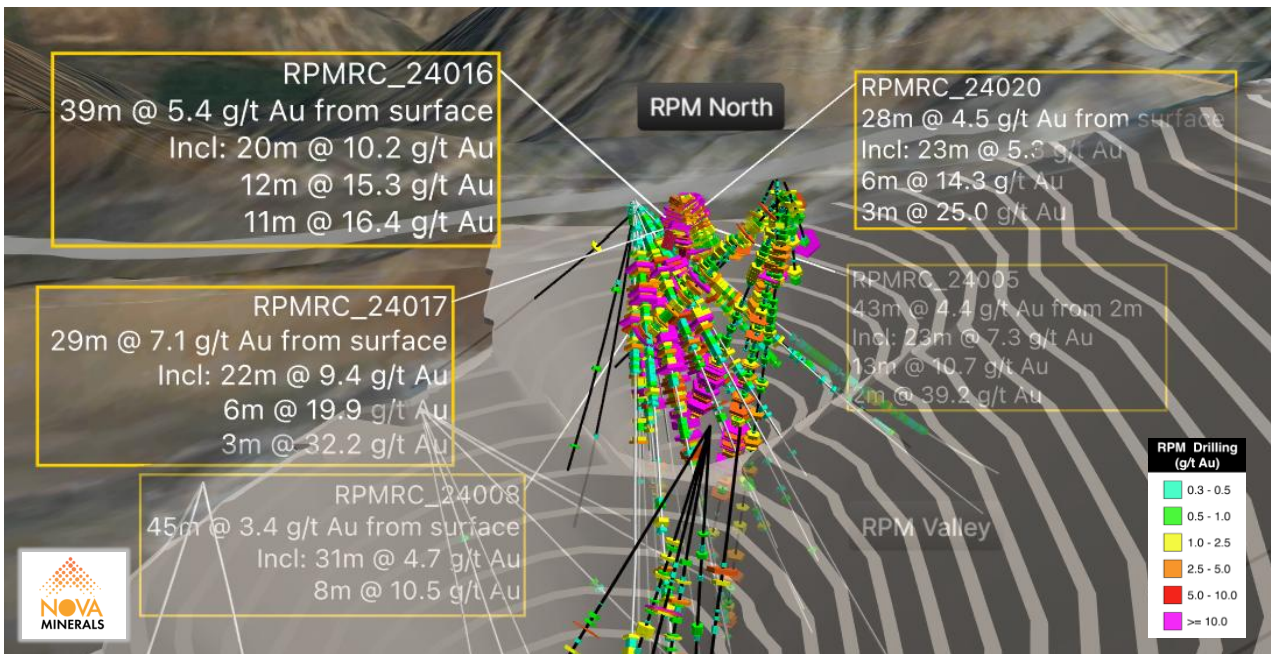 RPMRC_24016
39m @ 5.4 g/t Au from surface
Incl: 20m @ 10.2 g/t Au
12m @ 15.3 g/t Au
11m @ 16.4 g/t Au
RPM North
RPMRC_24020
28m @ 4.5 g/t Au from surface
Incl: 23m @ 5.3 g/t Au
6m @ 14.3 g/t Au
3m @ 25.0 g/t Au
RPMRC_24017
29m @ 7.1 g/t Au from surface
Incl: 22m @ 9.4 g/t Au
6m @ 19.9 g/t Au
3m @ 32.2 g/t Au
RPMRC_24005
43m @ 4.4 g/t Au from 2m
Incl: 23m @ 7.3 g/t Au
13m @ 10.7 g/t Au
2m @ 39.2 g/t Au
RPMRC_24008
45m @ 3.4 g/t Au from surface
Incl: 31m @ 4.7 g/t Au
8m @ 10.5 g/t Au
RPM Valley
RPM Drilling
(g/t Au)
0.3 - 0.5
0.5 - 1.0
1.0 - 2.5
2.5 - 5.0
5.0 - 10.0
>= 10.0
NOVA
MINERALS